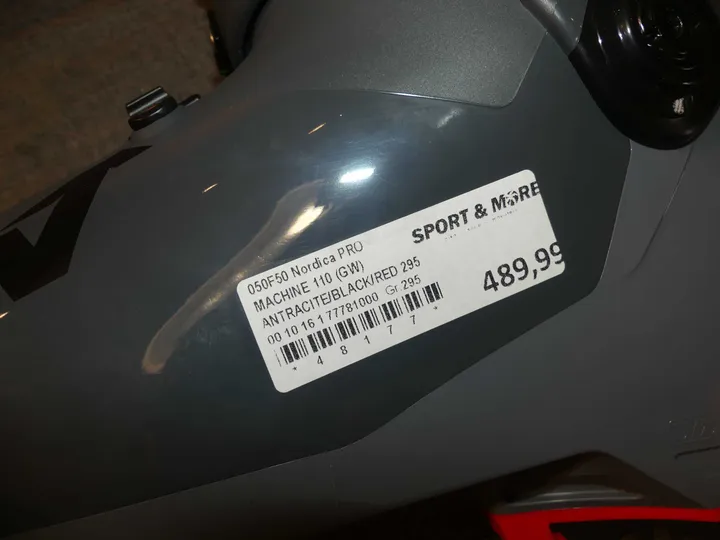 SPORT & MORE
050F50 Nordica PRO
MACHINE 110 (GW)
ANTRACITE/BLACK/RED 295
00 10 16 1 77781000 Gr.295
489,99
* 4 8 1 7 7 *